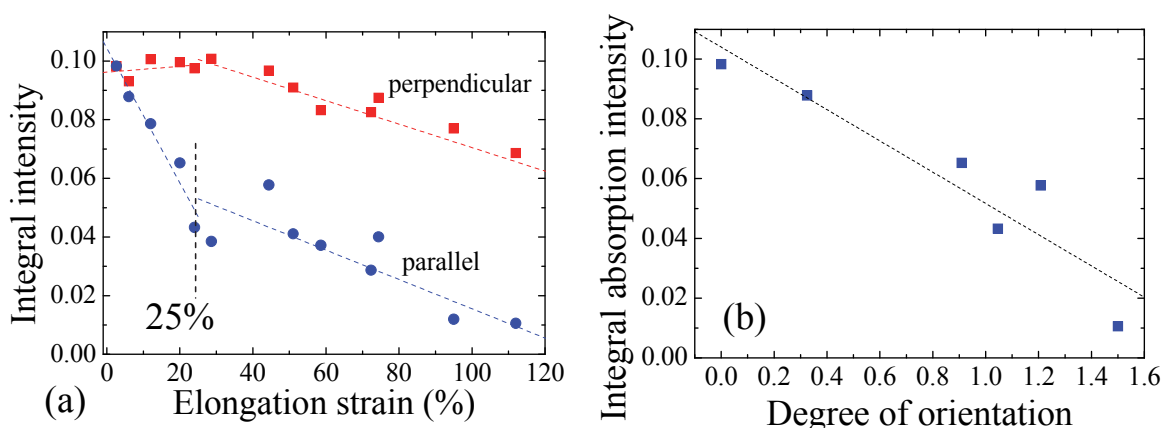 Integral intensity
0.10
0.08
0.06
0.04
0.02
0.00
perpendicular
parallel
25%
0 20 40 60 80 100 120
(a) Elongation strain (%)
Integral absorption intensity
0.10
0.08
0.06
0.04
0.02
0.00
(b)
0.0 0.2 0.4 0.6 0.8 1.0 1.2 1.4 1.6
Degree of orientation